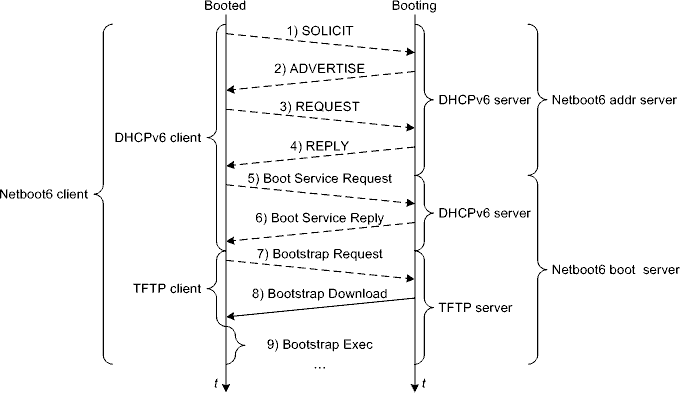 Booted
Booting
1) SOLICIT
2) ADVERTISE
3) REQUEST
4) REPLY
5) Boot Service Request
6) Boot Service Reply
7) Bootstrap Request
8) Bootstrap Download
9) Bootstrap Exec
...
DHCPv6 client
TFTP client
Netboot6 client
DHCPv6 server
DHCPv6 server
TFTP server
Netboot6 addr server
Netboot6 boot server
t
t